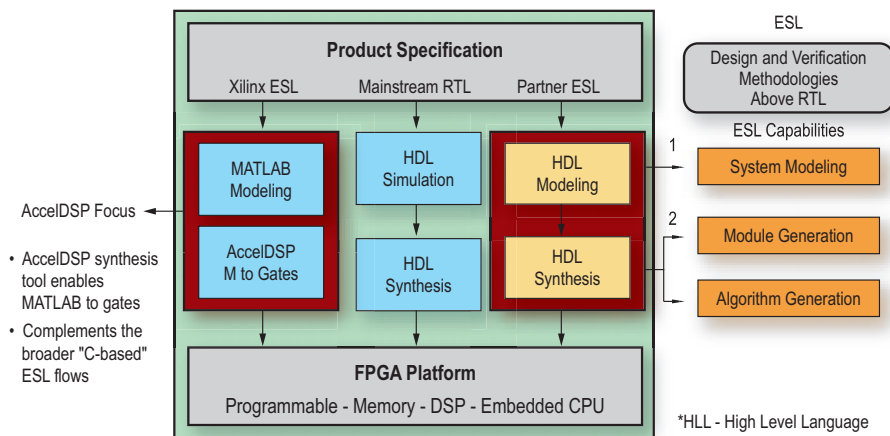 Product Specification
Xilinx ESL
Mainstream RTL
Partner ESL
MATLAB
Modeling
AccelDSP
M to Gates
HDL
Simulation
HDL
Synthesis
HDL
Modeling
HDL
Synthesis
FPGA Platform
Programmable - Memory - DSP - Embedded CPU
AccelDSP Focus
• AccelDSP synthesis
tool enables
MATLAB to gates
• Complements the
broader "C-based"
ESL flows
ESL
Design and Verification
Methodologies
Above RTL
ESL Capabilities
1
System Modeling
2
Module Generation
Algorithm Generation
*HLL - High Level Language